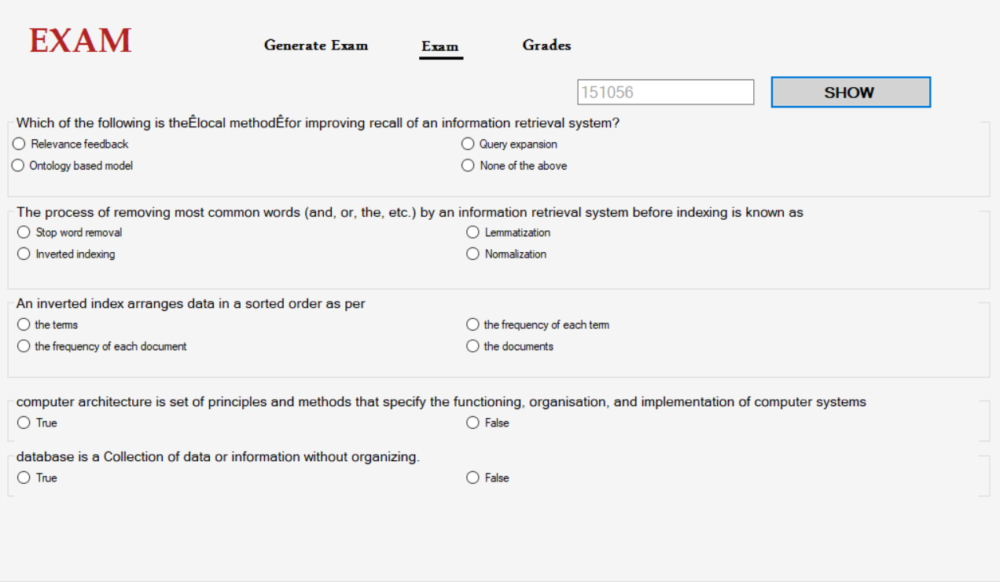 EXAM
Generate Exam Exam Grades
151056 SHOW
Which of the following is theÊlocal methodÊfor improving recall of an information retrieval system?
Relevance feedback Query expansion
Ontology based model None of the above
The process of removing most common words (and, or, the, etc.) by an information retrieval system before indexing is known as
Stop word removal Lemmatization
Inverted indexing Normalization
An inverted index arranges data in a sorted order as per
the terms the frequency of each term
the frequency of each document the documents
computer architecture is set of principles and methods that specify the functioning, organisation, and implementation of computer systems
True False
database is a Collection of data or information without organizing.
True False